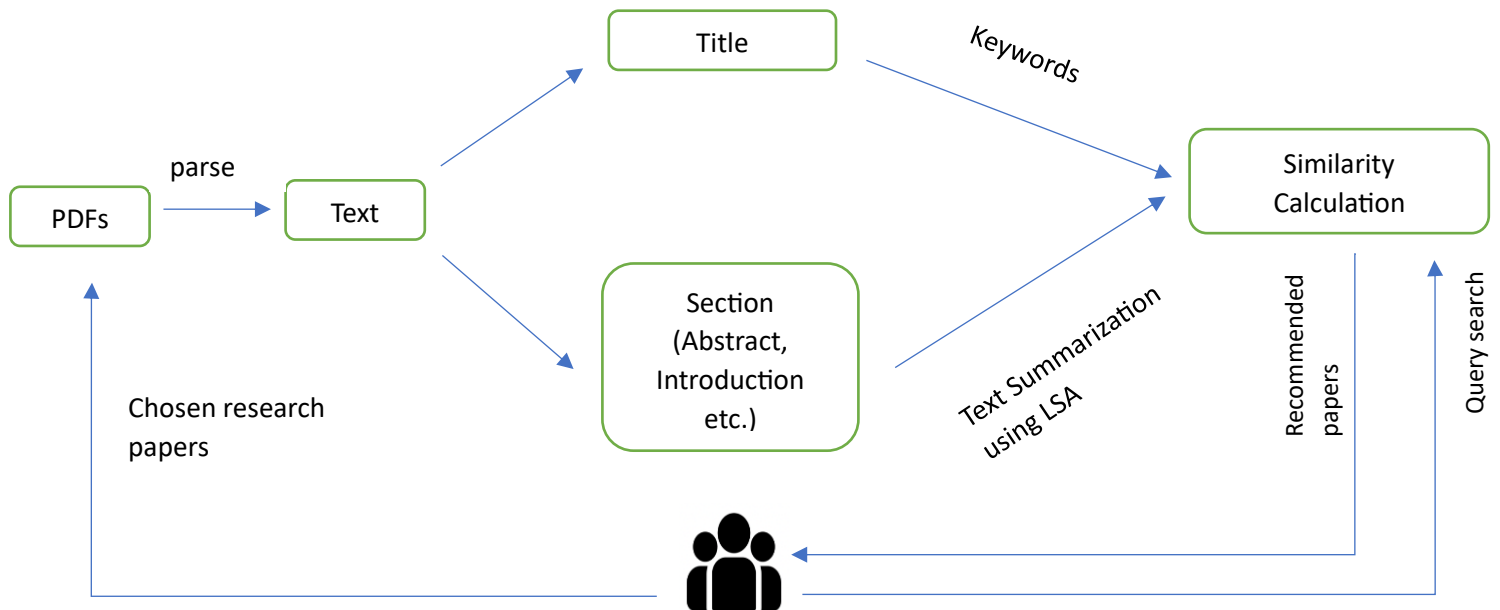 Title
Keywords
parse
PDFs
Text
Similarity
Calculation
Section
(Abstract,
Introduction
etc.)
Text Summarization
using LSA
Recommended
papers
Query search
Chosen research
papers